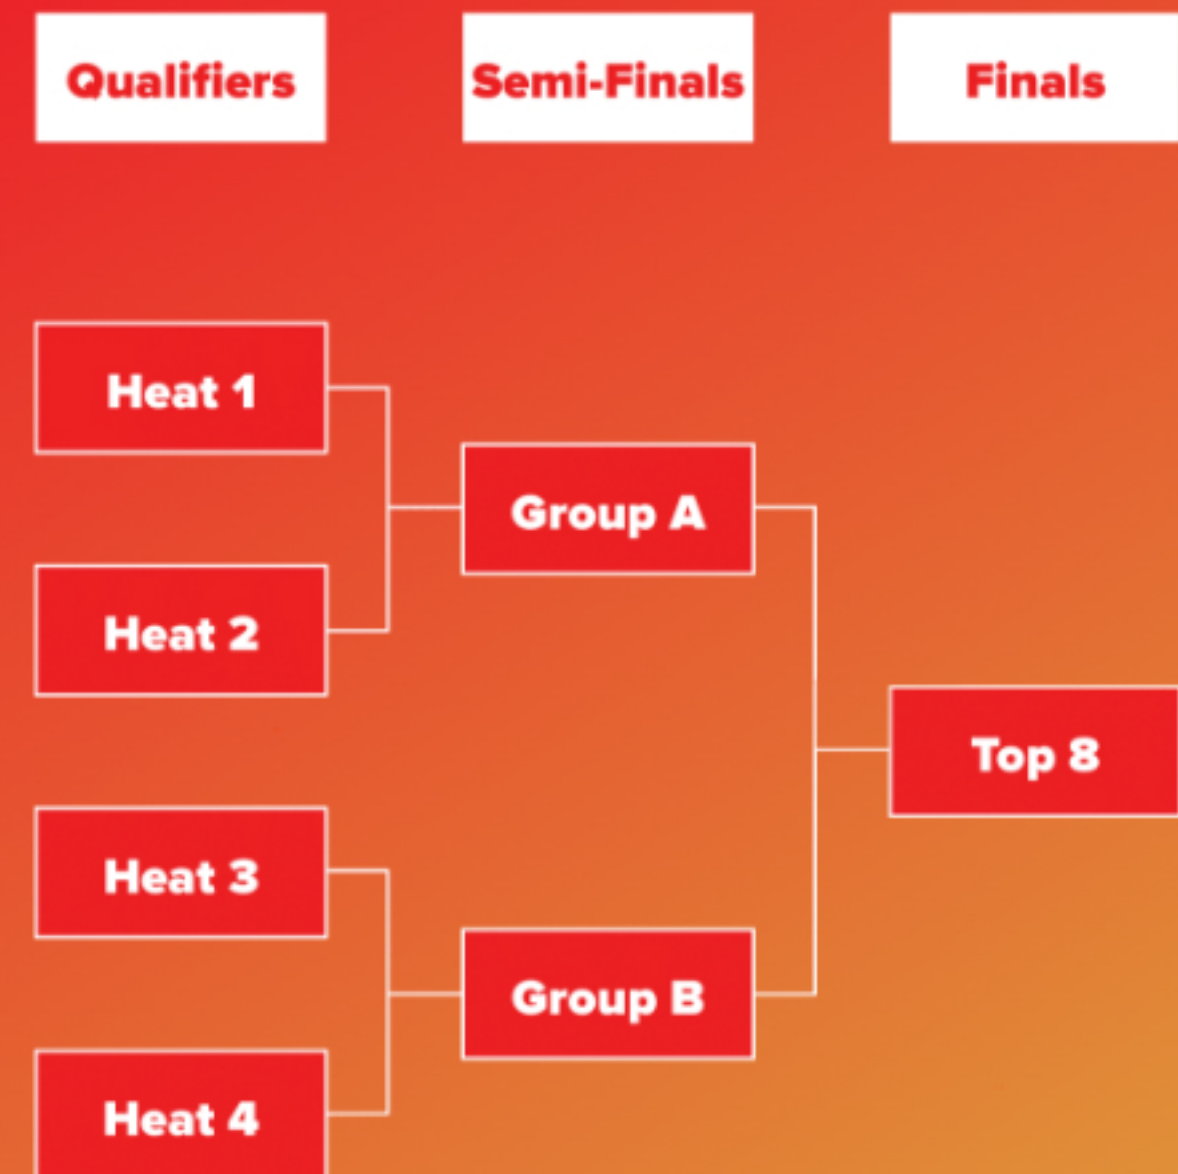 Qualifiers
Semi-Finals
Finals
Heat 1
Group A
Heat 2
Top 8
Heat 3
Group B
Heat 4